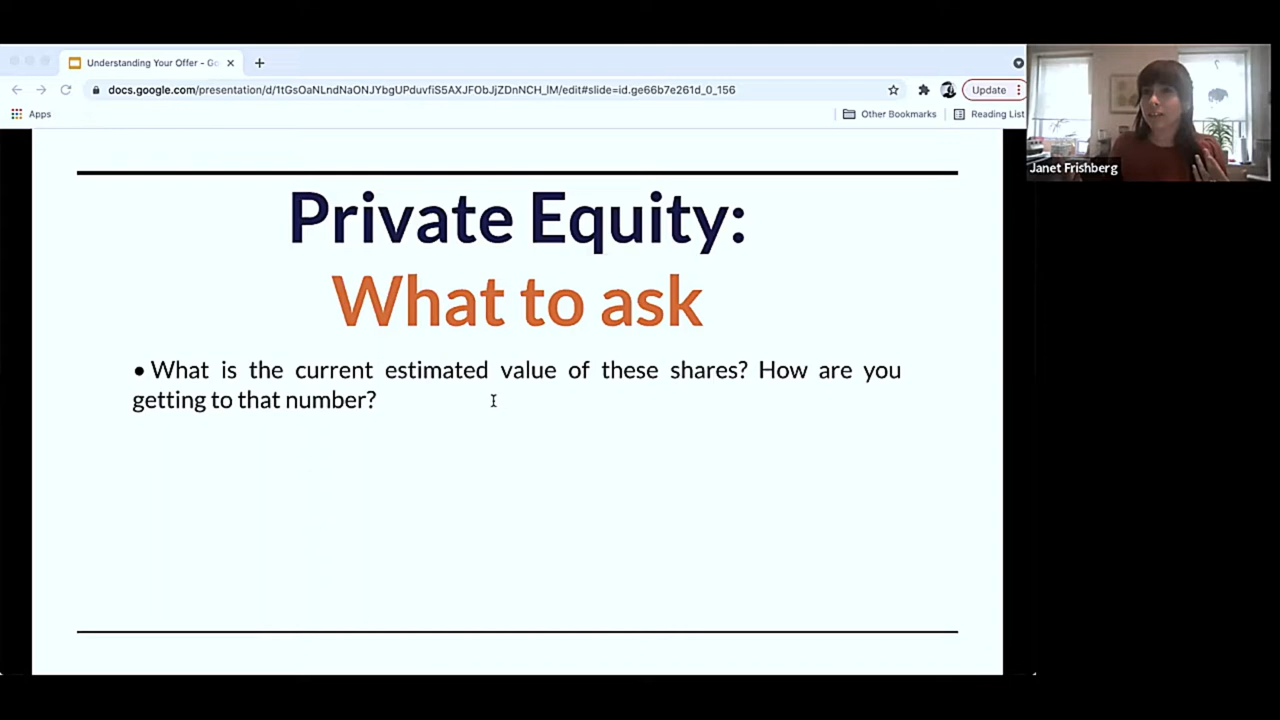 Understanding Your Offer - Go
docs.google.com/presentation/d/1tGsOaNLndNaONJYbgUPduvfiS5AXJFObJjZDnNCH_lM/edit#slide=id.ge66b7e261d_0_156
Update
Apps
Other Bookmarks
Reading List
Janet Frishberg
Private Equity:
What to ask
• What is the current estimated value of these shares? How are you
getting to that number?